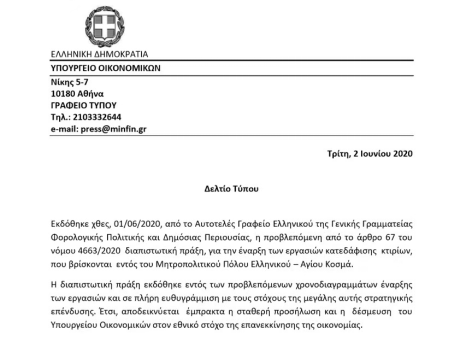 ΕΛΛΗΝΙΚΗ ΔΗΜΟΚΡΑΤΙΑ
ΥΠΟΥΡΓΕΙΟ ΟΙΚΟΝΟΜΙΚΩΝ
Νίκης 5-7
10180 Αθήνα
ΓΡΑΦΕΙΟ ΤΥΠΟΥ
Τηλ.: 2103332644
e-mail: press@minfin.gr
Τρίτη, 2 Ιουνίου 2020
Δελτίο Τύπου
Εκδόθηκε χθες, 01/06/2020, από το Αυτοτελές Γραφείο Ελληνικού της Γενικής Γραμματείας
Φορολογικής Πολιτικής και Δημόσιας Περιουσίας, η προβλεπόμενη από το άρθρο 67 του
νόμου 4663/2020 διαπιστωτική πράξη, για την έναρξη των εργασιών κατεδάφισης κτιρίων,
που βρίσκονται εντός του Μητροπολιτικού Πόλου Ελληνικού – Αγίου Κοσμά.
Η διαπιστωτική πράξη εκδόθηκε εντός των προβλεπόμενων χρονοδιαγραμμάτων έναρξης
των εργασιών και σε πλήρη ευθυγράμμιση με τους στόχους της μεγάλης αυτής στρατηγικής
επένδυσης. Έτσι, αποδεικνύεται έμπρακτα η σταθερή προσήλωση και η δέσμευση του
Υπουργείου Οικονομικών στον εθνικό στόχο της επανεκκίνησης της οικονομίας.